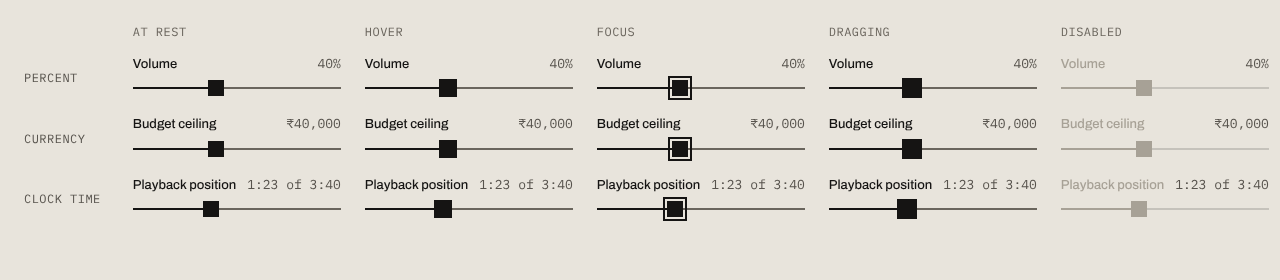 AT REST HOVER FOCUS DRAGGING DISABLED
PERCENT Volume 40% Volume 40% Volume 40% Volume 40% Volume 40%
CURRENCY Budget ceiling ₹40,000 Budget ceiling ₹40,000 Budget ceiling ₹40,000 Budget ceiling ₹40,000 Budget ceiling ₹40,000
CLOCK TIME Playback position 1:23 of 3:40 Playback position 1:23 of 3:40 Playback position 1:23 of 3:40 Playback position 1:23 of 3:40 Playback position 1:23 of 3:40